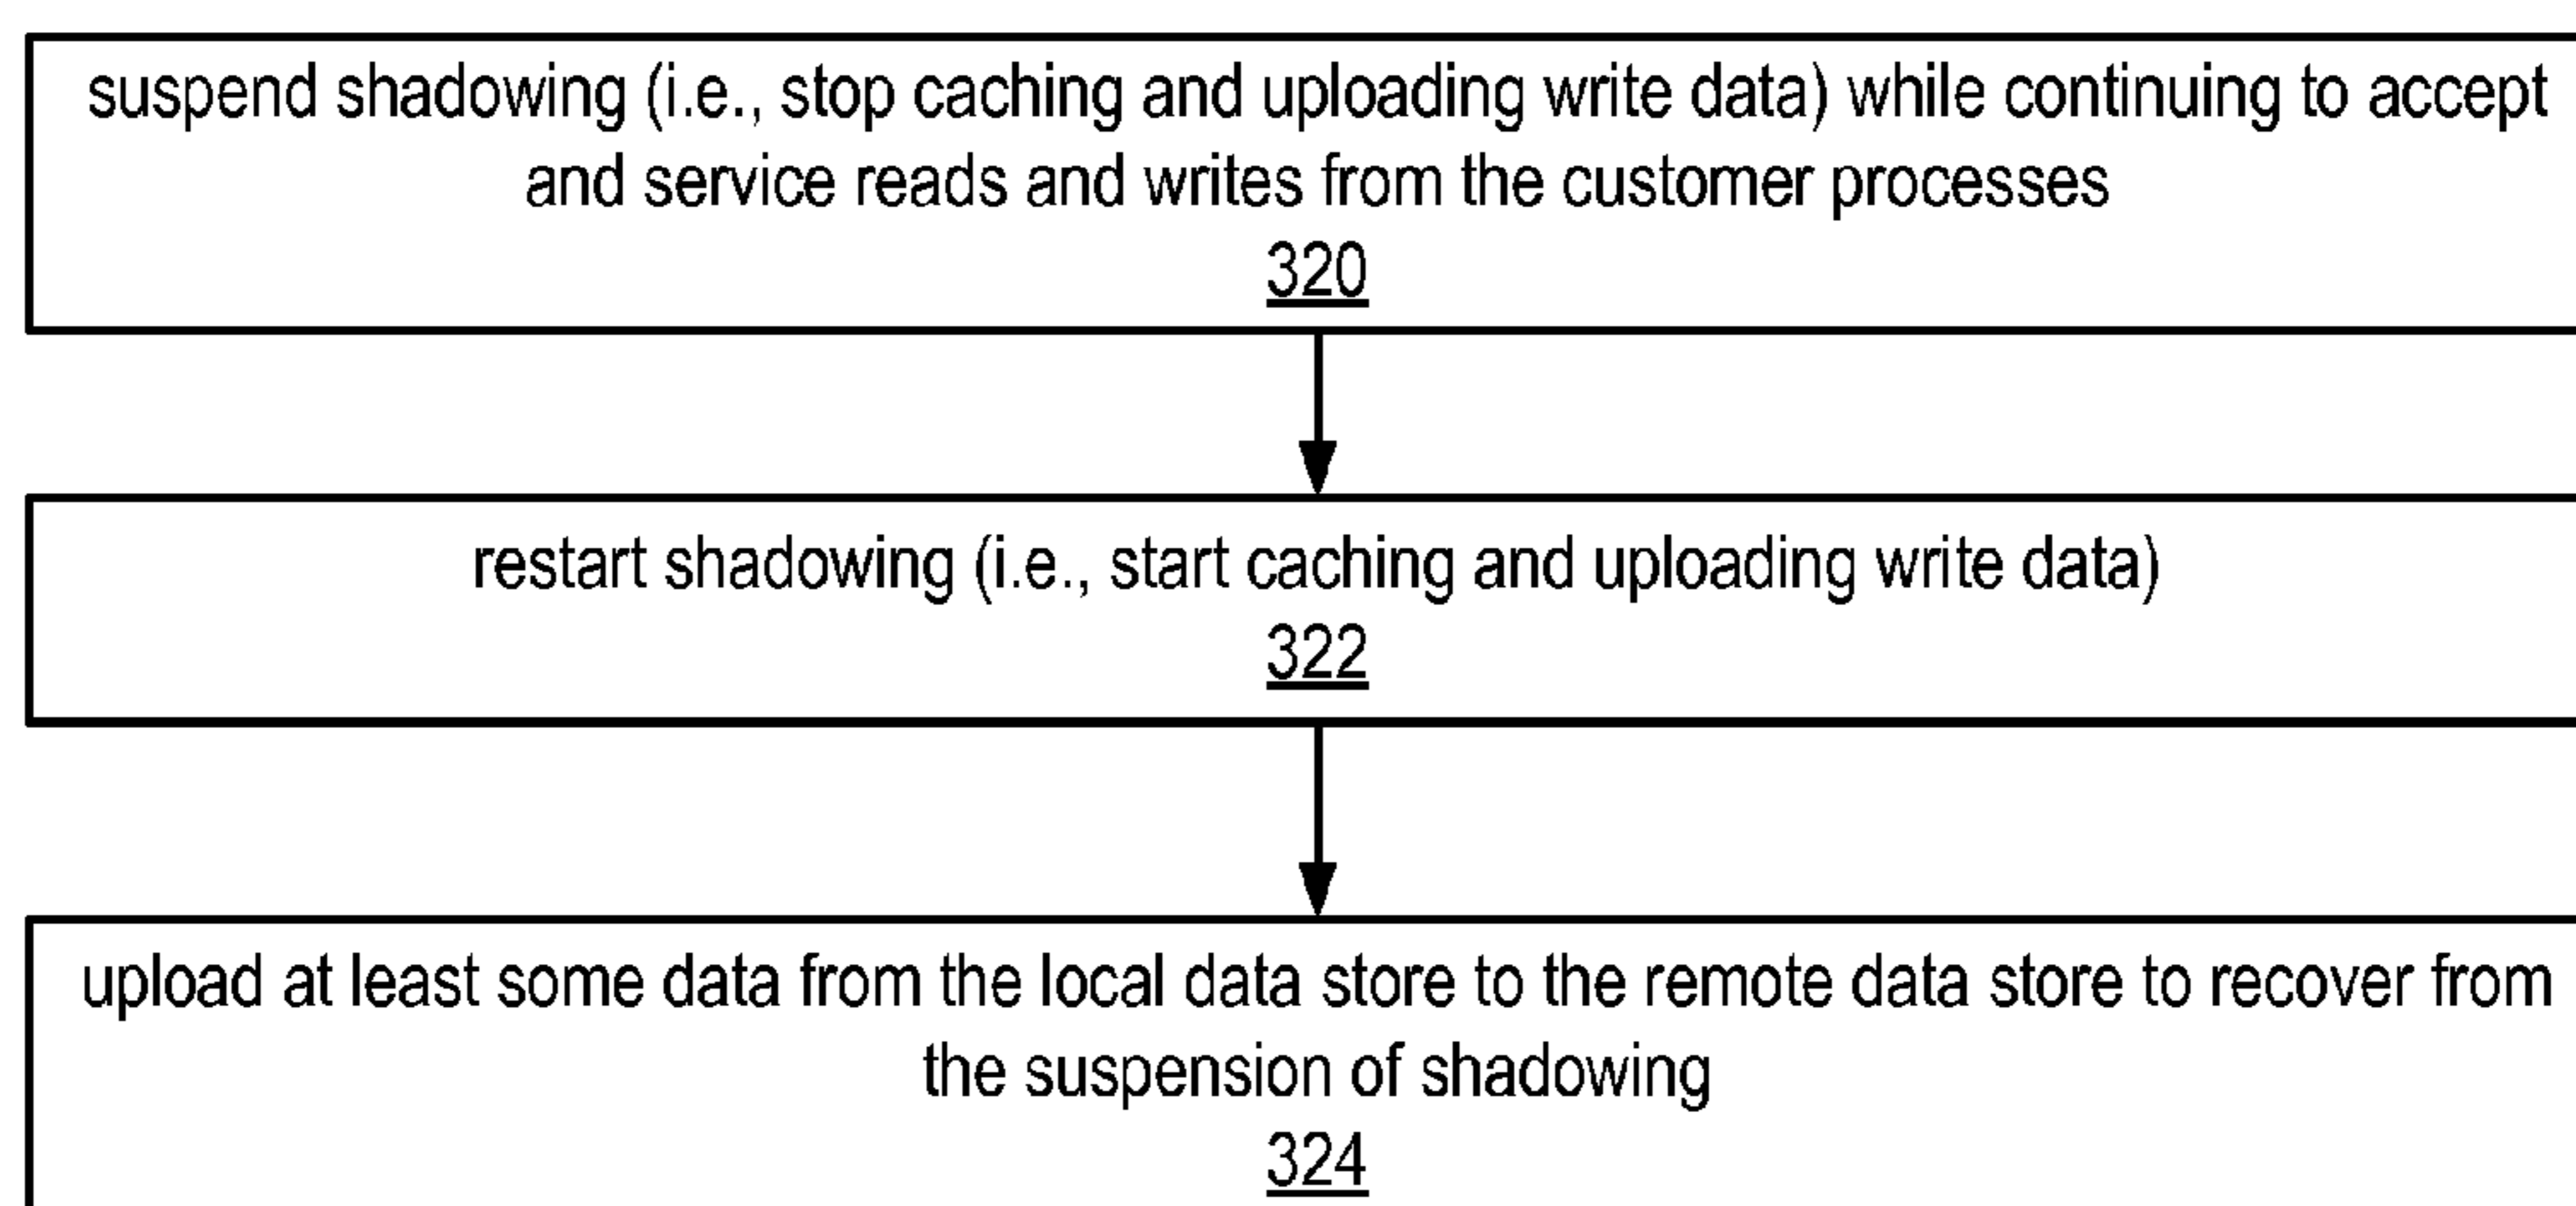 suspend shadowing (i.e., stop caching and uploading write data) while continuing to accept
and service reads and writes from the customer processes
320
restart shadowing (i.e., start caching and uploading write data)
322
upload at least some data from the local data store to the remote data store to recover from
the suspension of shadowing
324